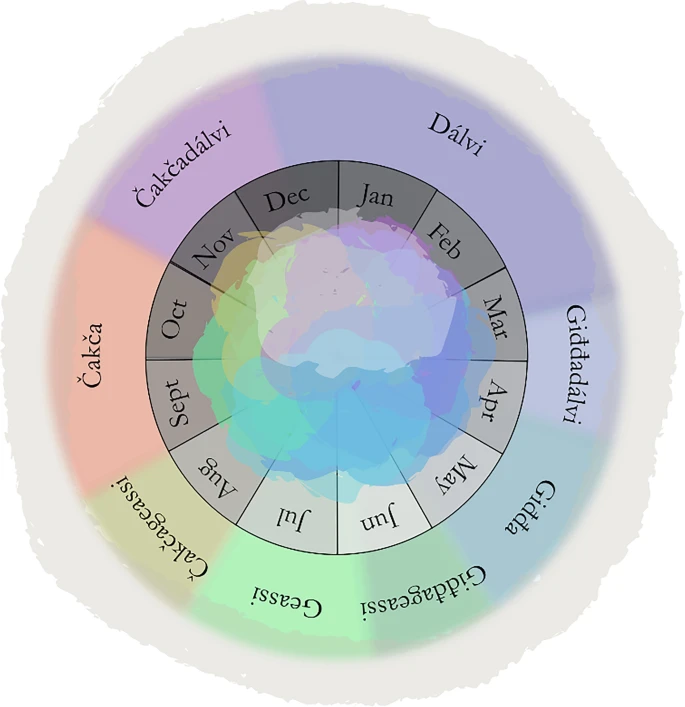 Dálvi
Giđđadálvi
Giđđa
Giđđageassi
Geassi
Čakčageassi
Čakča
Čakčadálvi
Jan
Feb
Mar
Apr
May
Jun
Jul
Aug
Sept
Oct
Nov
Dec